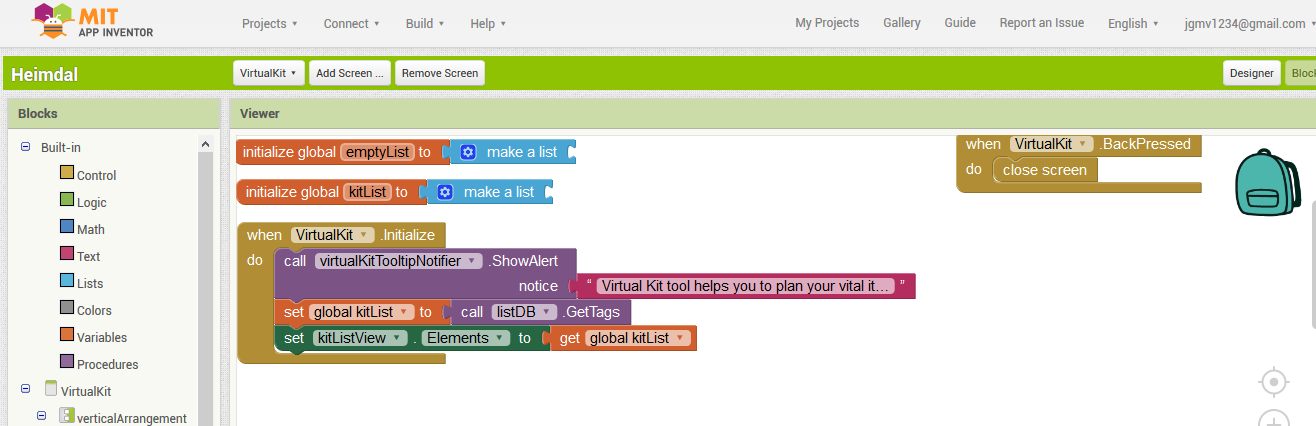 MIT
APP INVENTOR
Projects Connect Build Help My Projects Gallery Guide Report an Issue English jgmv1234@gmail.com
Heimdal VirtualKit Add Screen ... Remove Screen Designer Bloc
Blocks Viewer
Built-in
Control
Logic
Math
Text
Lists
Colors
Variables
Procedures
VirtualKit
verticalArrangement
initialize global emptyList to make a list
initialize global kitList to make a list
when VirtualKit .Initialize
do call virtualKitTooltipNotifier .ShowAlert
notice " Virtual Kit tool helps you to plan your vital it... "
set global kitList to call listDB .GetTags
set kitListView . Elements to get global kitList
when VirtualKit .BackPressed
do close screen